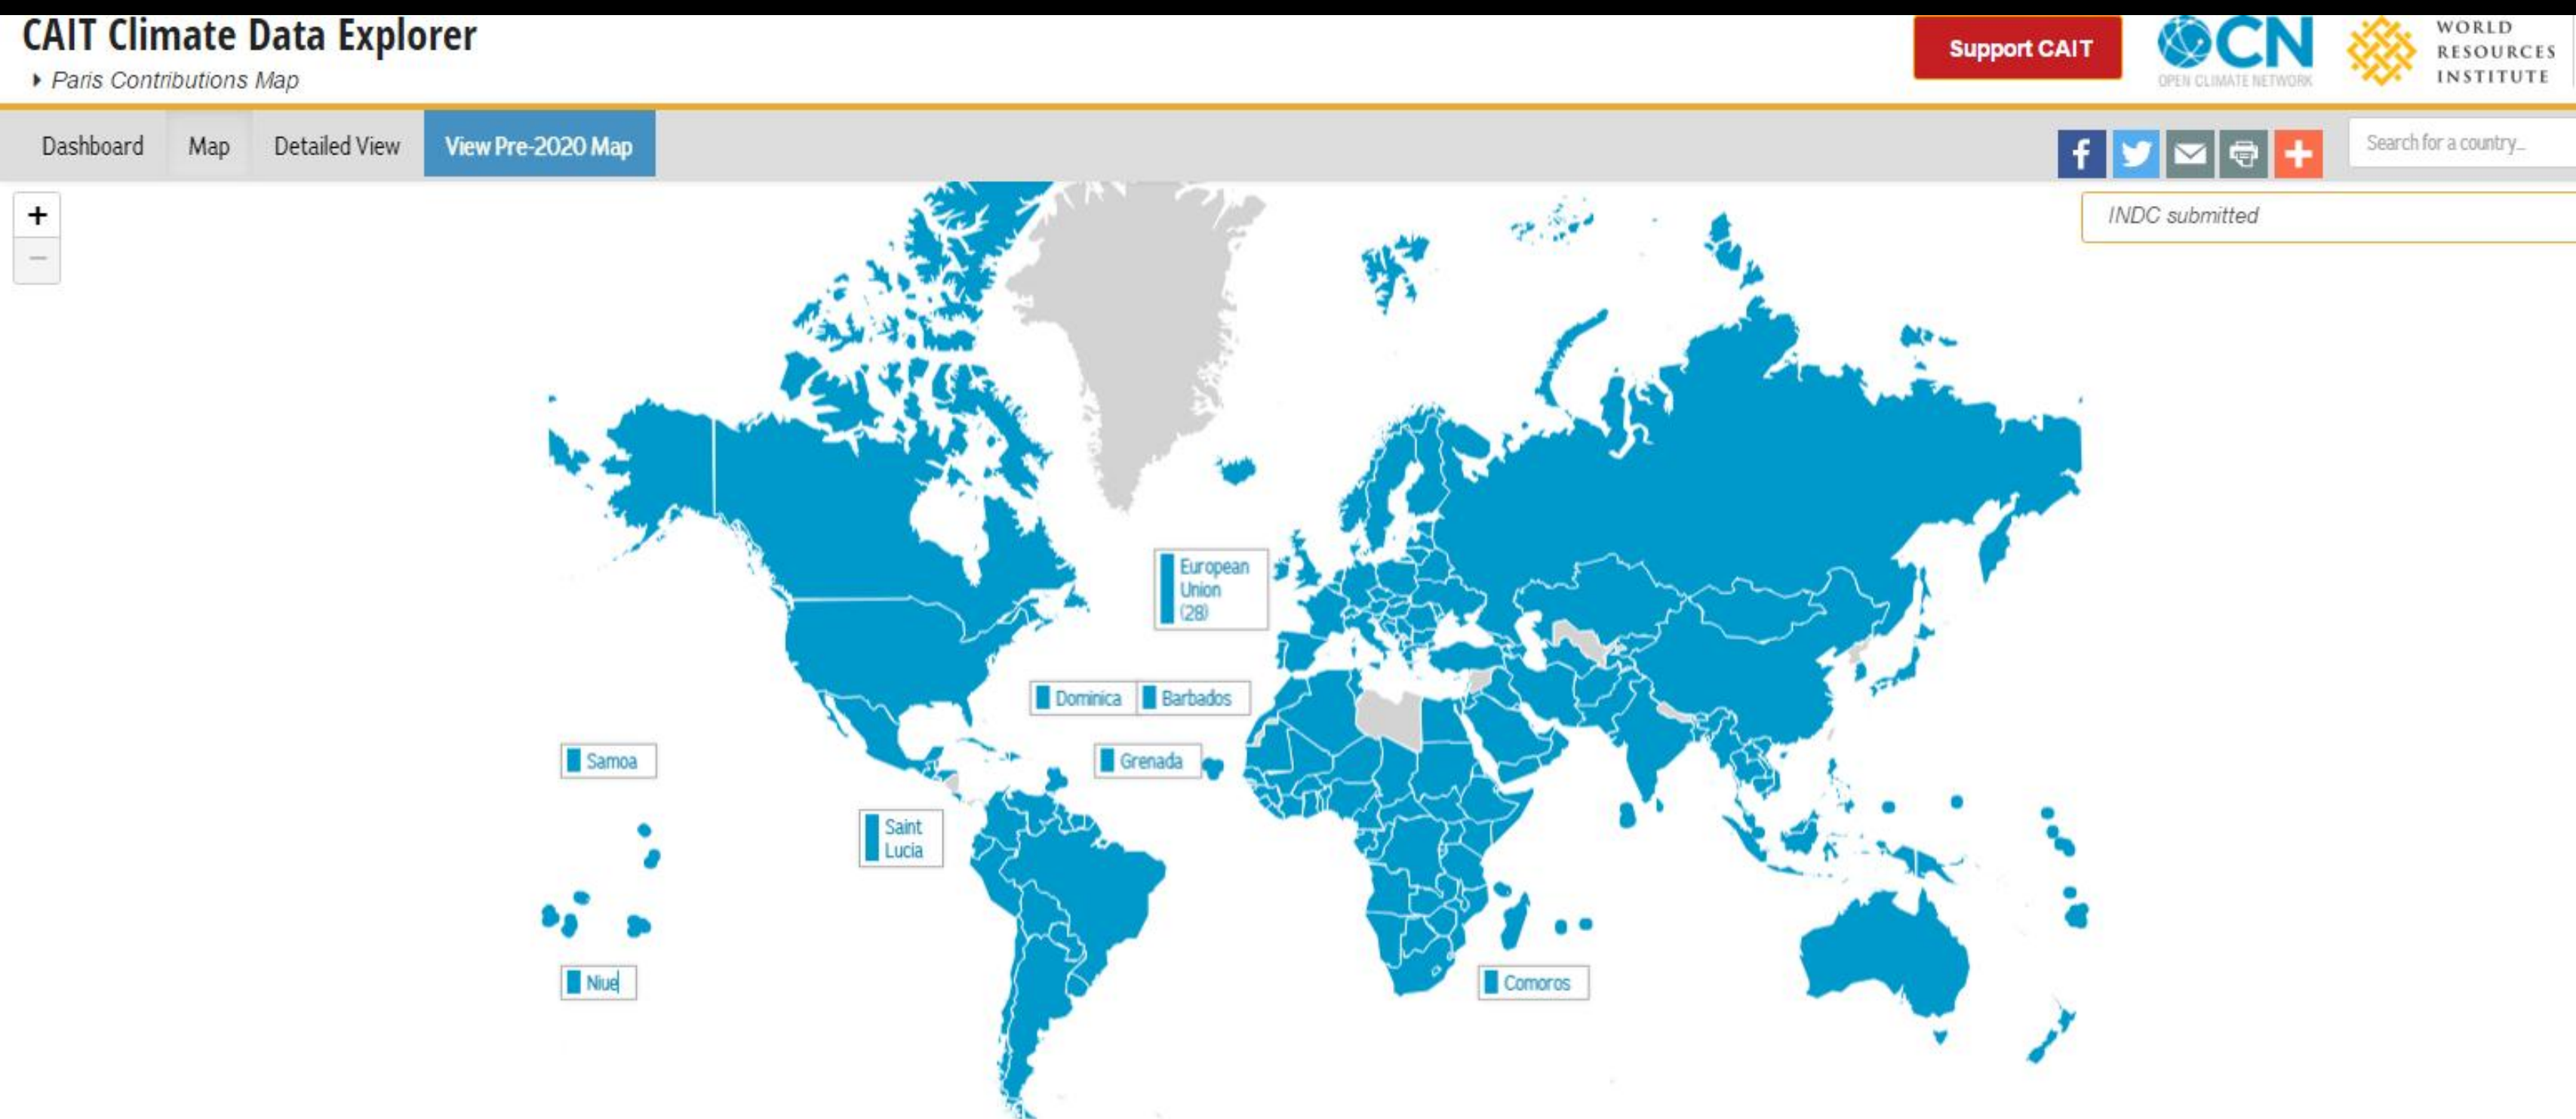 CAIT Climate Data Explorer
Paris Contributions Map
Support CAIT
OCN
OPEN CLIMATE NETWORK
WORLD
RESOURCES
INSTITUTE
Dashboard Map Detailed View View Pre-2020 Map
Search for a country...
+
INDC submitted
−
European
Union
(28)
Dominica Barbados
Samoa
Grenada
Saint
Lucia
Niue
Comoros